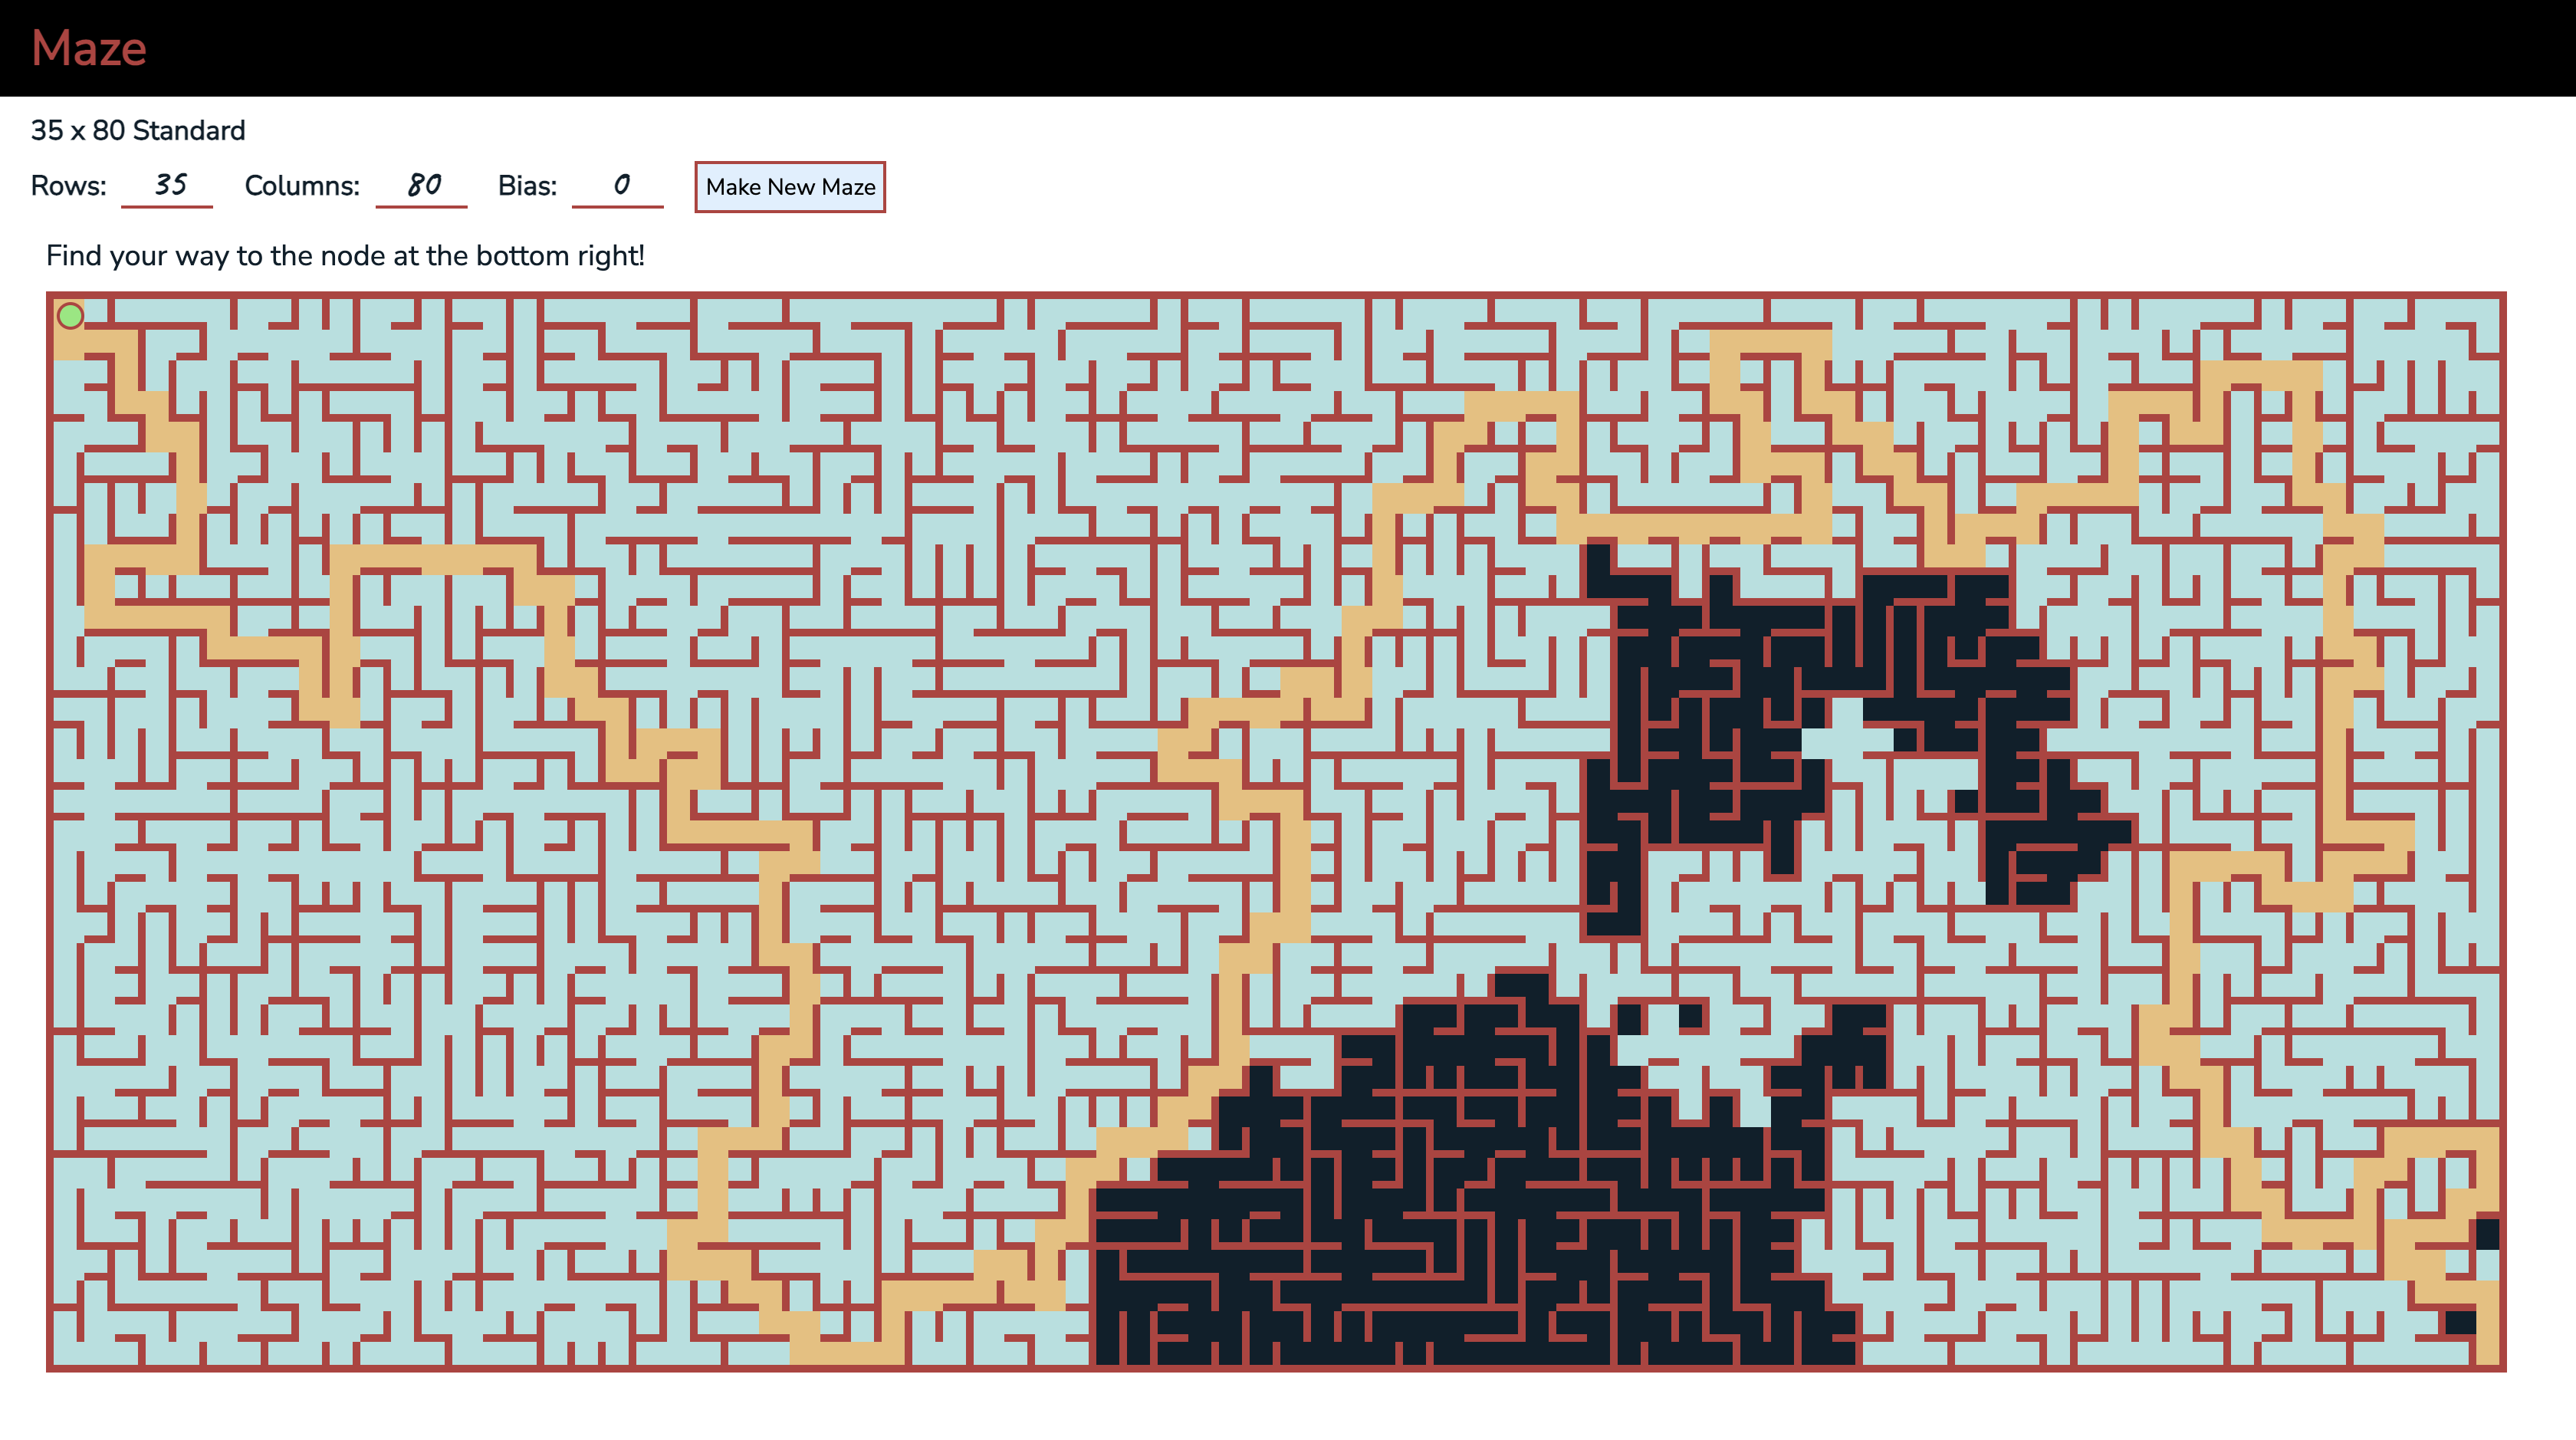 Maze
35 x 80 Standard
Rows: 35 Columns: 80 Bias: 0 Make New Maze
Find your way to the node at the bottom right!